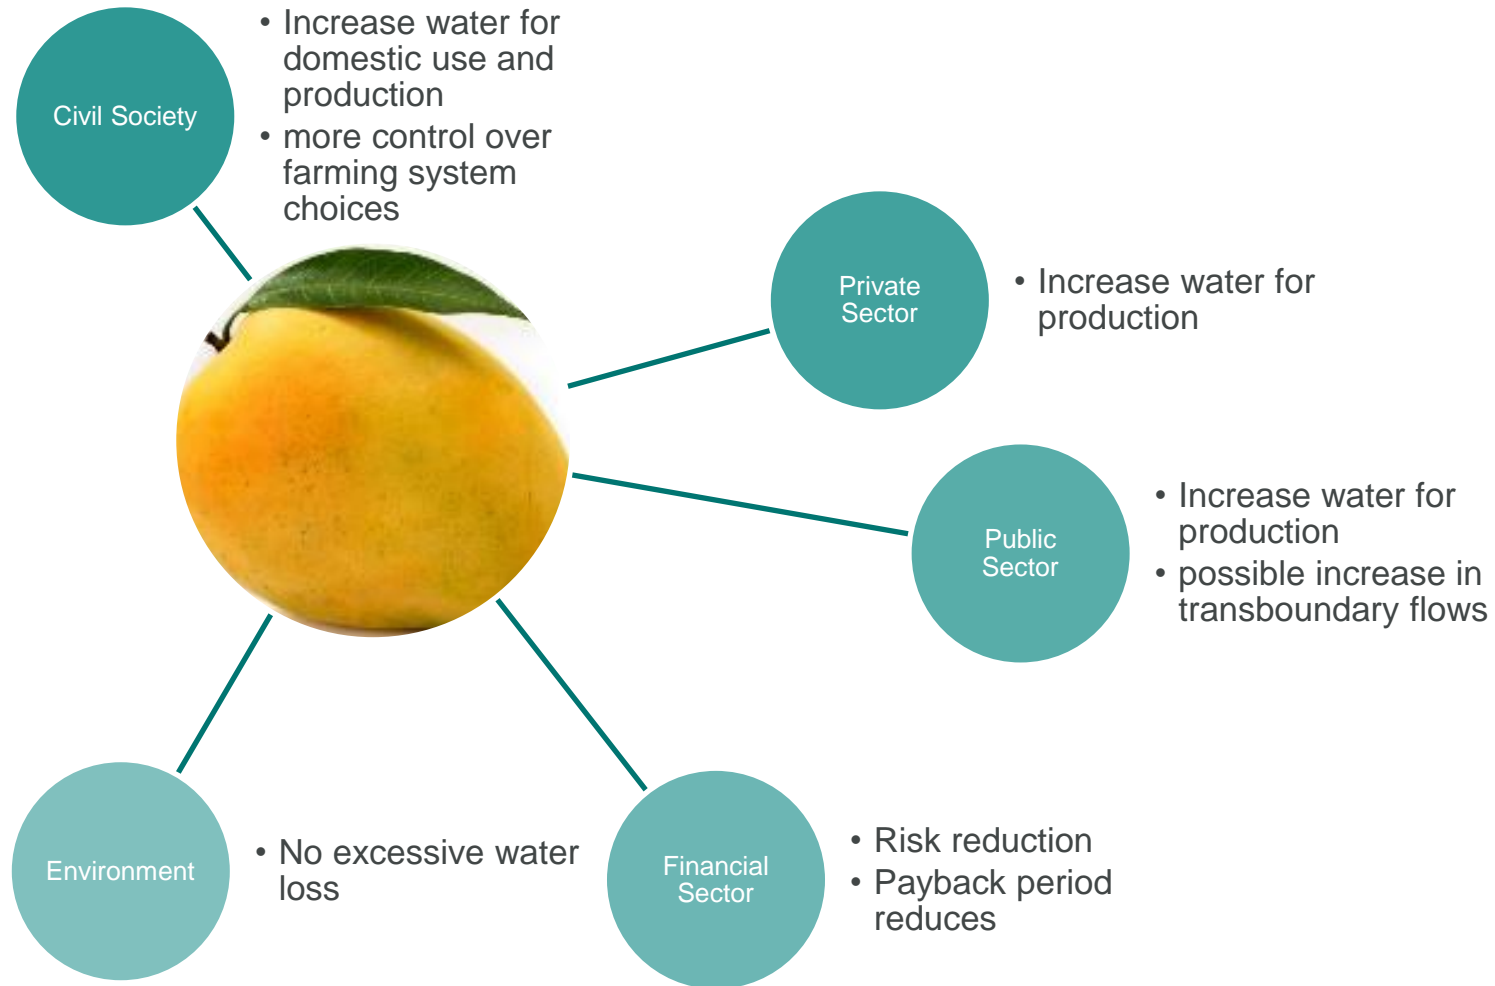 Civil Society
• Increase water for
domestic use and
production
• more control over
farming system
choices
Private
Sector
• Increase water for
production
Public
Sector
• Increase water for
production
• possible increase in
transboundary flows
Financial
Sector
• Risk reduction
• Payback period
reduces
Environment
• No excessive water
loss